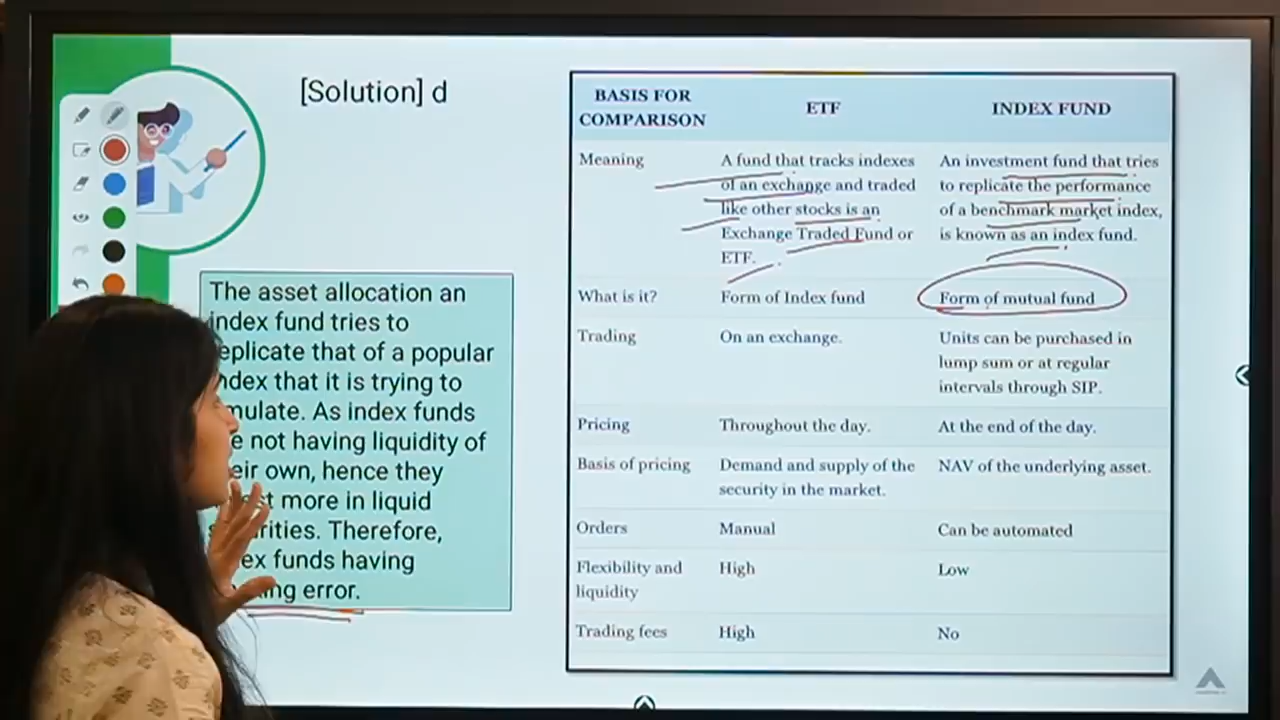 [Solution] d
The asset allocation an
index fund tries to
eplicate that of a popular
ndex that it is trying to
mulate. As index funds
e not having liquidity of
eir own, hence they
st more in liquid
rities. Therefore,
ex funds having
ing error.
BASIS FOR COMPARISON ETF INDEX FUND
Meaning
A fund that tracks indexes
of an exchange and traded
like other stocks is an
Exchange Traded Fund or
ETF.
An investment fund that tries
to replicate the performance
of a benchmark market index,
is known as an index fund.
What is it? Form of Index fund Form of mutual fund
Trading On an exchange.
Units can be purchased in
lump sum or at regular
intervals through SIP.
Pricing Throughout the day. At the end of the day.
Basis of pricing
Demand and supply of the
security in the market.
NAV of the underlying asset.
Orders Manual Can be automated
Flexibility and
liquidity
High Low
Trading fees High No